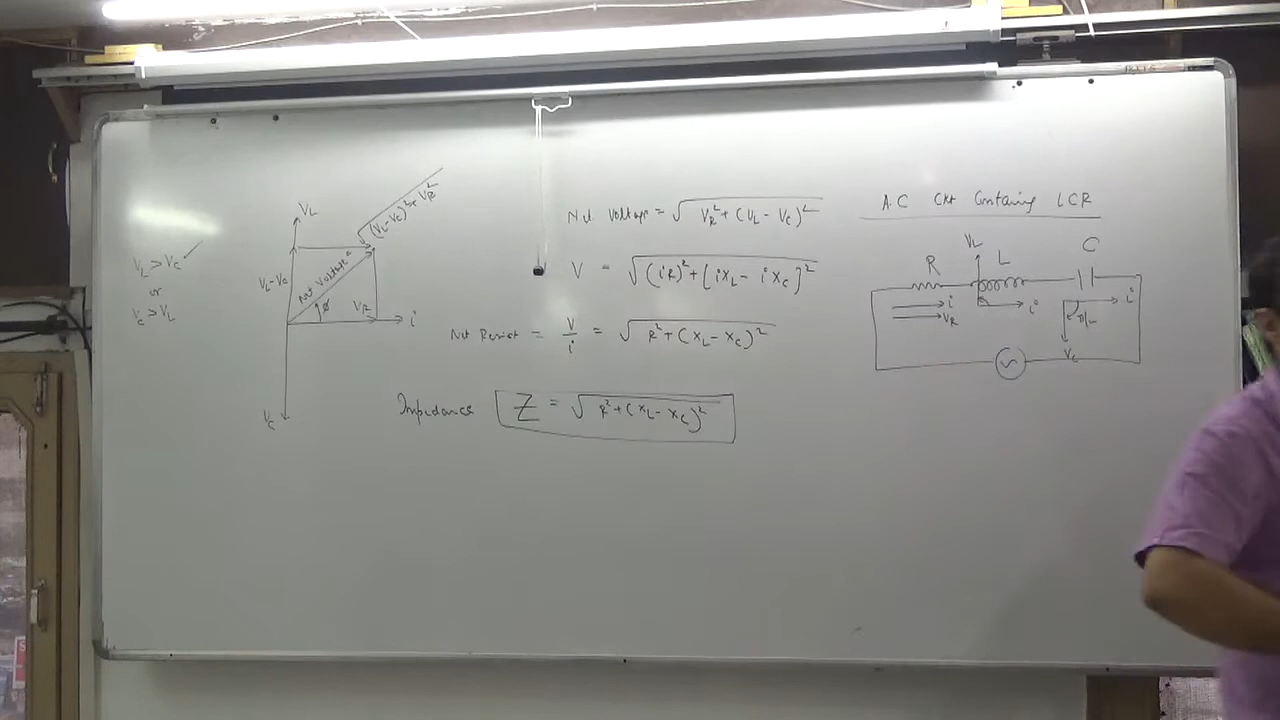 A.C Ckt Containing LCR
R
L
C
V_L
i
V_R
i
i
π/2
V_C
V_L > V_C ✓
or
V_C > V_L
V_L
V_L - V_C
Net Voltage =
√(V_L - V_C)² + V_R²
ϕ
V_R
i
V_C
Net Voltage = √V_R² + (V_L - V_C)²
V = √(iR)² + [iX_L - iX_C]²
Net Resist = V/i = √R² + (X_L - X_C)²
Impedance Z = √R² + (X_L - X_C)²